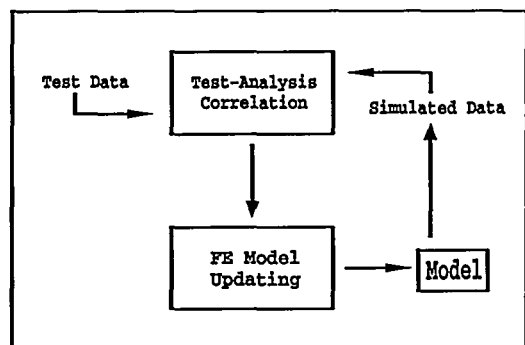 Test Data
Test-Analysis
Correlation
Simulated Data
FE Model
Updating
Model